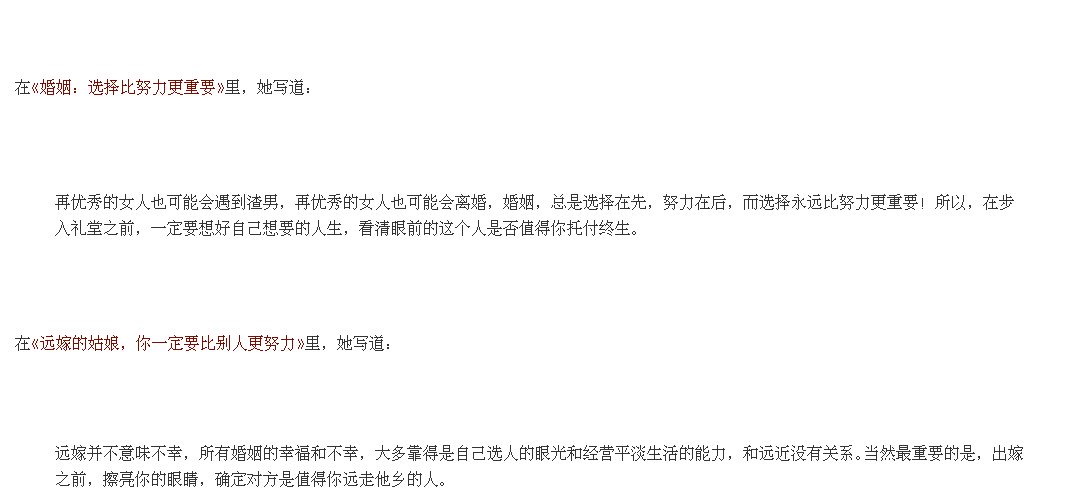 在《婚姻：选择比努力更重要》里，她写道：
再优秀的女人也可能会遇到渣男，再优秀的女人也可能会离婚，婚姻，总是选择在先，努力在后，而选择永远比努力更重要！所以，在步
入礼堂之前，一定要想好自己想要的人生，看清眼前的这个人是否值得你托付终生。
在《远嫁的姑娘，你一定要比别人更努力》里，她写道：
远嫁并不意味不幸，所有婚姻的幸福和不幸，大多靠得是自己选人的眼光和经营平淡生活的能力，和远近没有关系。当然最重要的是，出嫁
之前，擦亮你的眼睛，确定对方是值得你远走他乡的人。